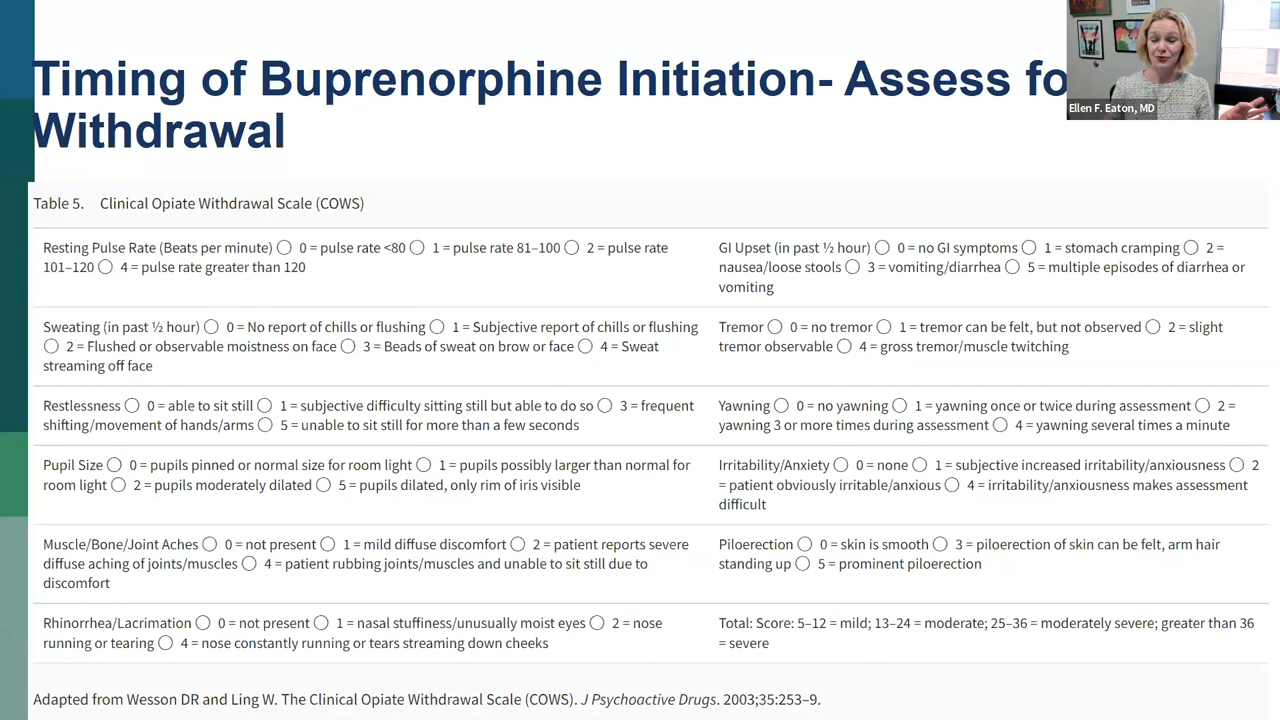 Timing of Buprenorphine Initiation- Assess fo
Withdrawal
Ellen F. Eaton, MD
Table 5. Clinical Opiate Withdrawal Scale (COWS)
Resting Pulse Rate (Beats per minute) ◯ 0 = pulse rate <80 ◯ 1 = pulse rate 81–100 ◯ 2 = pulse rate
101–120 ◯ 4 = pulse rate greater than 120
GI Upset (in past ½ hour) ◯ 0 = no GI symptoms ◯ 1 = stomach cramping ◯ 2 =
nausea/loose stools ◯ 3 = vomiting/diarrhea ◯ 5 = multiple episodes of diarrhea or
vomiting
Sweating (in past ½ hour) ◯ 0 = No report of chills or flushing ◯ 1 = Subjective report of chills or flushing
◯ 2 = Flushed or observable moistness on face ◯ 3 = Beads of sweat on brow or face ◯ 4 = Sweat
streaming off face
Tremor ◯ 0 = no tremor ◯ 1 = tremor can be felt, but not observed ◯ 2 = slight
tremor observable ◯ 4 = gross tremor/muscle twitching
Restlessness ◯ 0 = able to sit still ◯ 1 = subjective difficulty sitting still but able to do so ◯ 3 = frequent
shifting/movement of hands/arms ◯ 5 = unable to sit still for more than a few seconds
Yawning ◯ 0 = no yawning ◯ 1 = yawning once or twice during assessment ◯ 2 =
yawning 3 or more times during assessment ◯ 4 = yawning several times a minute
Pupil Size ◯ 0 = pupils pinned or normal size for room light ◯ 1 = pupils possibly larger than normal for
room light ◯ 2 = pupils moderately dilated ◯ 5 = pupils dilated, only rim of iris visible
Irritability/Anxiety ◯ 0 = none ◯ 1 = subjective increased irritability/anxiousness ◯ 2
= patient obviously irritable/anxious ◯ 4 = irritability/anxiousness makes assessment
difficult
Muscle/Bone/Joint Aches ◯ 0 = not present ◯ 1 = mild diffuse discomfort ◯ 2 = patient reports severe
diffuse aching of joints/muscles ◯ 4 = patient rubbing joints/muscles and unable to sit still due to
discomfort
Piloerection ◯ 0 = skin is smooth ◯ 3 = piloerection of skin can be felt, arm hair
standing up ◯ 5 = prominent piloerection
Rhinorrhea/Lacrimation ◯ 0 = not present ◯ 1 = nasal stuffiness/unusually moist eyes ◯ 2 = nose
running or tearing ◯ 4 = nose constantly running or tears streaming down cheeks
Total: Score: 5–12 = mild; 13–24 = moderate; 25–36 = moderately severe; greater than 36
= severe
Adapted from Wesson DR and Ling W. The Clinical Opiate Withdrawal Scale (COWS). J Psychoactive Drugs. 2003;35:253–9.